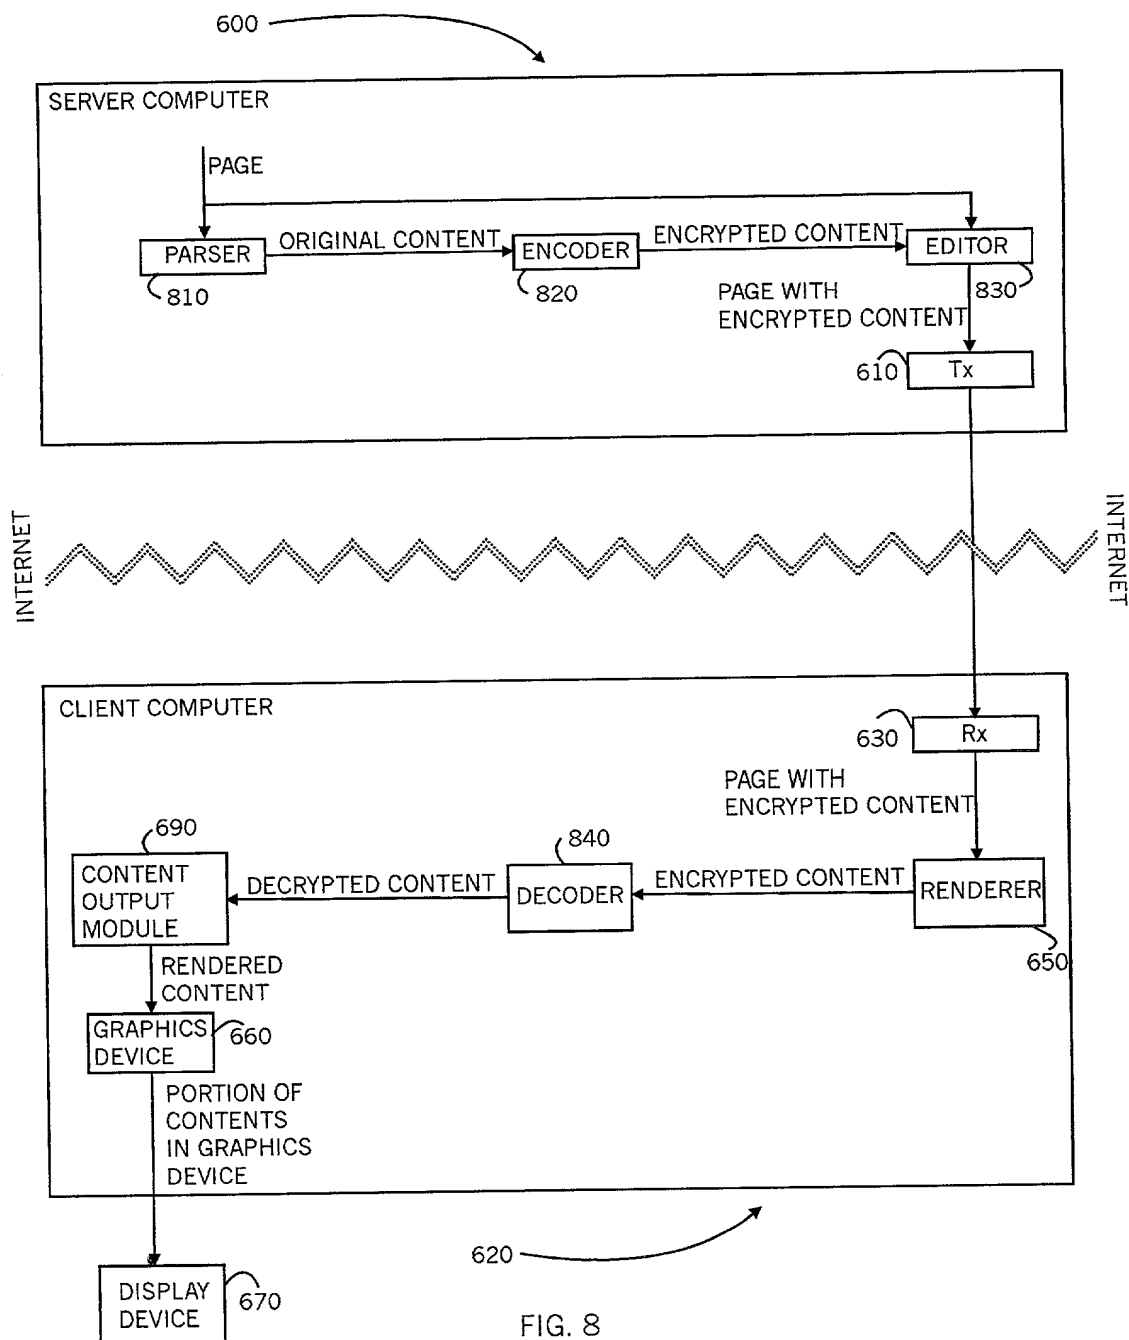 600
SERVER COMPUTER
PAGE
PARSER
810
ORIGINAL CONTENT
ENCODER
820
ENCRYPTED CONTENT
EDITOR
830
PAGE WITH
ENCRYPTED CONTENT
610
Tx
INTERNET
INTERNET
CLIENT COMPUTER
630
Rx
PAGE WITH
ENCRYPTED CONTENT
RENDERER
650
ENCRYPTED CONTENT
840
DECODER
DECRYPTED CONTENT
690
CONTENT
OUTPUT
MODULE
RENDERED
CONTENT
GRAPHICS
DEVICE
660
PORTION OF
CONTENTS
IN GRAPHICS
DEVICE
620
DISPLAY
DEVICE
670
FIG. 8